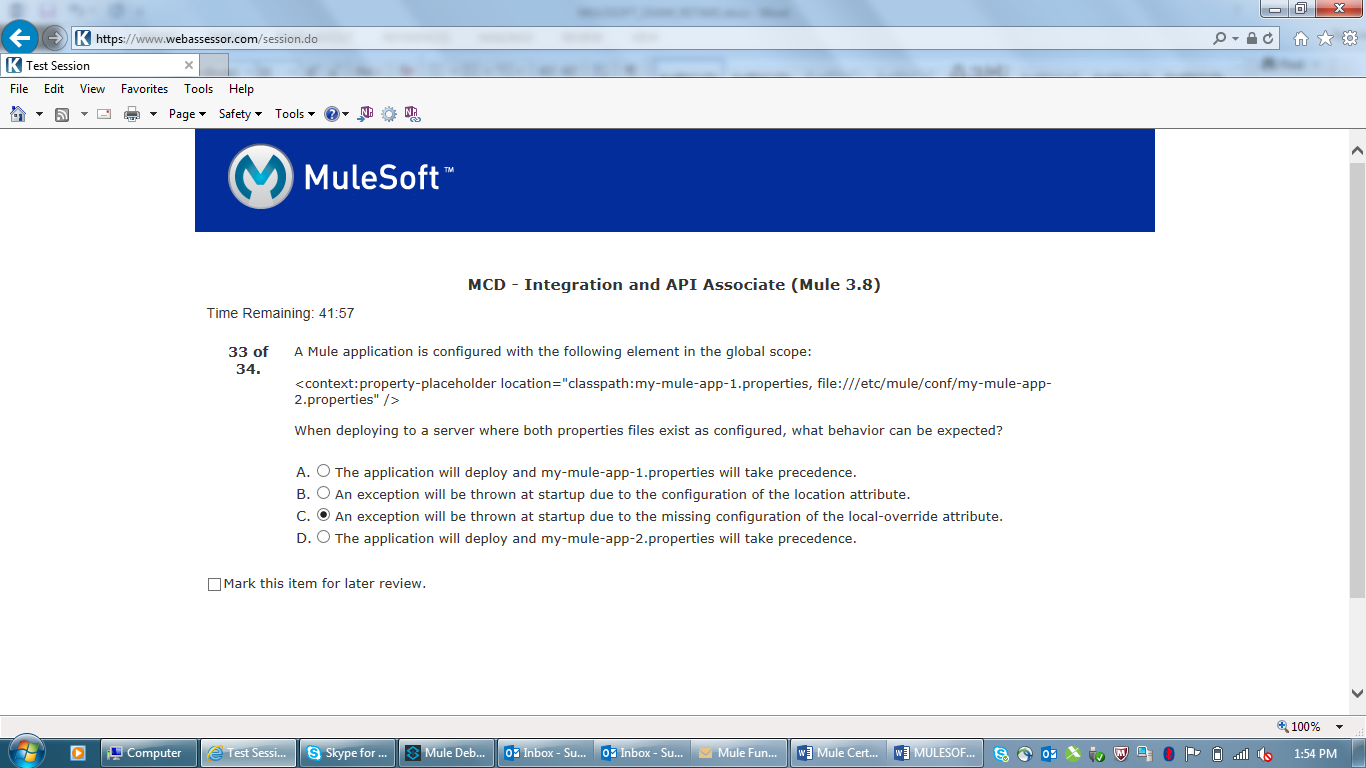 https://www.webassessor.com/session.do
Test Session
File Edit View Favorites Tools Help
Page Safety Tools
MuleSoft™
MCD - Integration and API Associate (Mule 3.8)
Time Remaining: 41:57
33 of
34.
A Mule application is configured with the following element in the global scope:
<context:property-placeholder location="classpath:my-mule-app-1.properties, file:///etc/mule/conf/my-mule-app-
2.properties" />
When deploying to a server where both properties files exist as configured, what behavior can be expected?
A. The application will deploy and my-mule-app-1.properties will take precedence.
B. An exception will be thrown at startup due to the configuration of the location attribute.
C. An exception will be thrown at startup due to the missing configuration of the local-override attribute.
D. The application will deploy and my-mule-app-2.properties will take precedence.
Mark this item for later review.
100%
Computer Test Sessi... Skype for ... Mule Deb... Inbox - Su... Inbox - Su... Mule Fun... Mule Cert... MULESOF... 1:54 PM